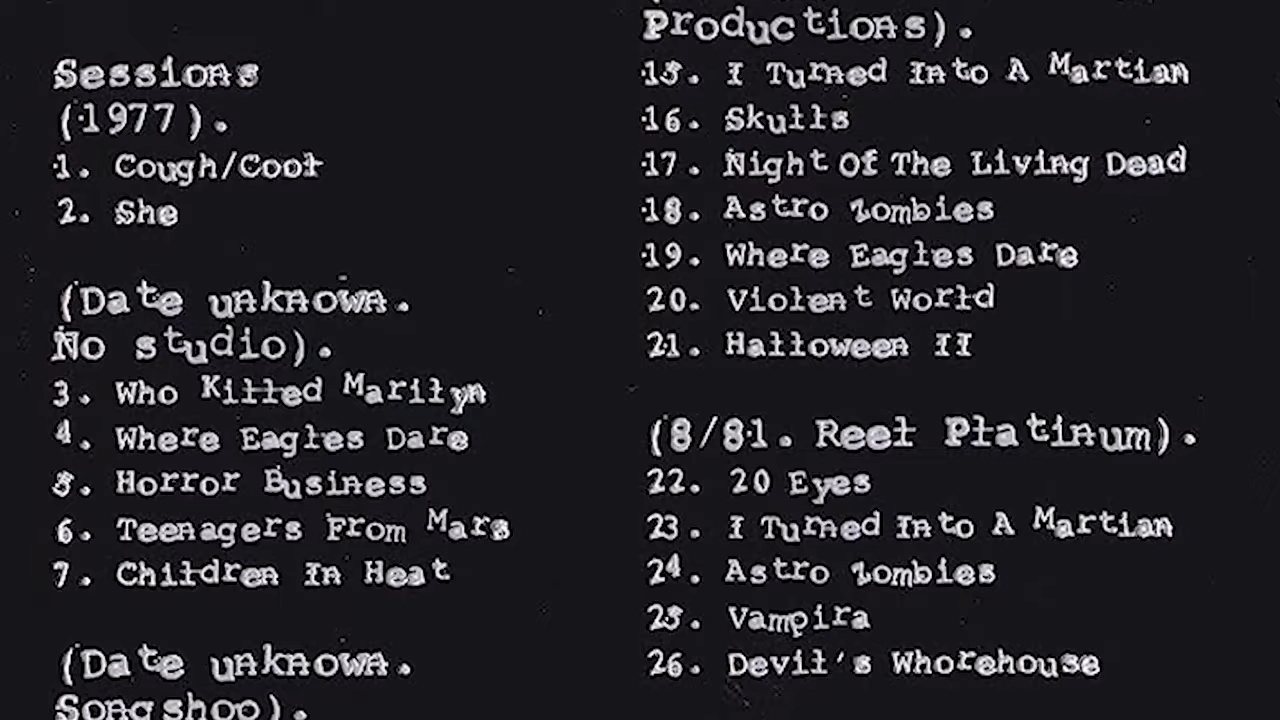 Sessions
(1977).
1. Cough/Cool
2. She
(Date unknown.
No studio).
3. Who Killed Marilyn
4. Where Eagles Dare
5. Horror Business
6. Teenagers From Mars
7. Children In Heat
(Date unknown.
Songshop).
Productions).
15. I Turned Into A Martian
16. Skulls
17. Night Of The Living Dead
18. Astro Zombies
19. Where Eagles Dare
20. Violent World
21. Halloween II
(8/81. Reel Platinum).
22. 20 Eyes
23. I Turned Into A Martian
24. Astro Zombies
25. Vampira
26. Devil's Whorehouse